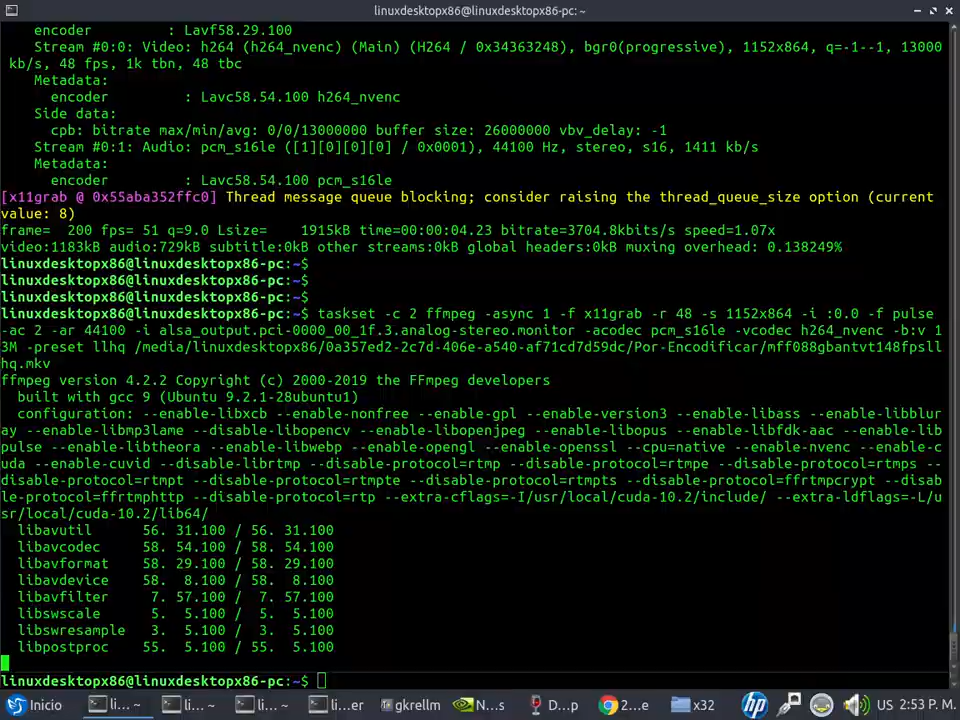 linuxdesktopx86@linuxdesktopx86-pc: ~
    encoder         : Lavf58.29.100
    Stream #0:0: Video: h264 (h264_nvenc) (Main) (H264 / 0x34363248), bgr0(progressive), 1152x864, q=-1--1, 13000
 kb/s, 48 fps, 1k tbn, 48 tbc
    Metadata:
      encoder         : Lavc58.54.100 h264_nvenc
    Side data:
      cpb: bitrate max/min/avg: 0/0/13000000 buffer size: 26000000 vbv_delay: -1
    Stream #0:1: Audio: pcm_s16le ([1][0][0][0] / 0x0001), 44100 Hz, stereo, s16, 1411 kb/s
    Metadata:
      encoder         : Lavc58.54.100 pcm_s16le
[x11grab @ 0x55aba352ffc0] Thread message queue blocking; consider raising the thread_queue_size option (current
value: 8)
frame=  200 fps= 51 q=9.0 Lsize=    1915kB time=00:00:04.23 bitrate=3704.8kbits/s speed=1.07x
video:1183kB audio:729kB subtitle:0kB other streams:0kB global headers:0kB muxing overhead: 0.138249%
linuxdesktopx86@linuxdesktopx86-pc:~$
linuxdesktopx86@linuxdesktopx86-pc:~$
linuxdesktopx86@linuxdesktopx86-pc:~$
linuxdesktopx86@linuxdesktopx86-pc:~$ taskset -c 2 ffmpeg -async 1 -f x11grab -r 48 -s 1152x864 -i :0.0 -f pulse
-ac 2 -ar 44100 -i alsa_output.pci-0000_00_1f.3.analog-stereo.monitor -acodec pcm_s16le -vcodec h264_nvenc -b:v 1
3M -preset llhq /media/linuxdesktopx86/0a357ed2-2c7d-406e-a540-af71cd7d59dc/Por-Encodificar/mff088gbantvt148fpsll
hq.mkv
ffmpeg version 4.2.2 Copyright (c) 2000-2019 the FFmpeg developers
  built with gcc 9 (Ubuntu 9.2.1-28ubuntu1)
  configuration: --enable-libxcb --enable-nonfree --enable-gpl --enable-version3 --enable-libass --enable-libblur
ay --enable-libmp3lame --disable-libopencv --enable-libopenjpeg --enable-libopus --enable-libfdk-aac --enable-lib
pulse --enable-libtheora --enable-libwebp --enable-opengl --enable-openssl --cpu=native --enable-nvenc --enable-c
uda --enable-cuvid --disable-librtmp --disable-protocol=rtmp --disable-protocol=rtmpe --disable-protocol=rtmps --
disable-protocol=rtmpt --disable-protocol=rtmpte --disable-protocol=rtmpts --disable-protocol=ffrtmpcrypt --disab
le-protocol=ffrtmphttp --disable-protocol=rtp --extra-cflags=-I/usr/local/cuda-10.2/include/ --extra-ldflags=-L/u
sr/local/cuda-10.2/lib64/
  libavutil      56. 31.100 / 56. 31.100
  libavcodec     58. 54.100 / 58. 54.100
  libavformat    58. 29.100 / 58. 29.100
  libavdevice    58.  8.100 / 58.  8.100
  libavfilter     7. 57.100 /  7. 57.100
  libswscale      5.  5.100 /  5.  5.100
  libswresample   3.  5.100 /  3.  5.100
  libpostproc    55.  5.100 / 55.  5.100
linuxdesktopx86@linuxdesktopx86-pc:~$
Inicio li... ~ li... ~ li... ~ li...er gkrellm N...s D...p 2...e x32 hp US 2:53 P. M.